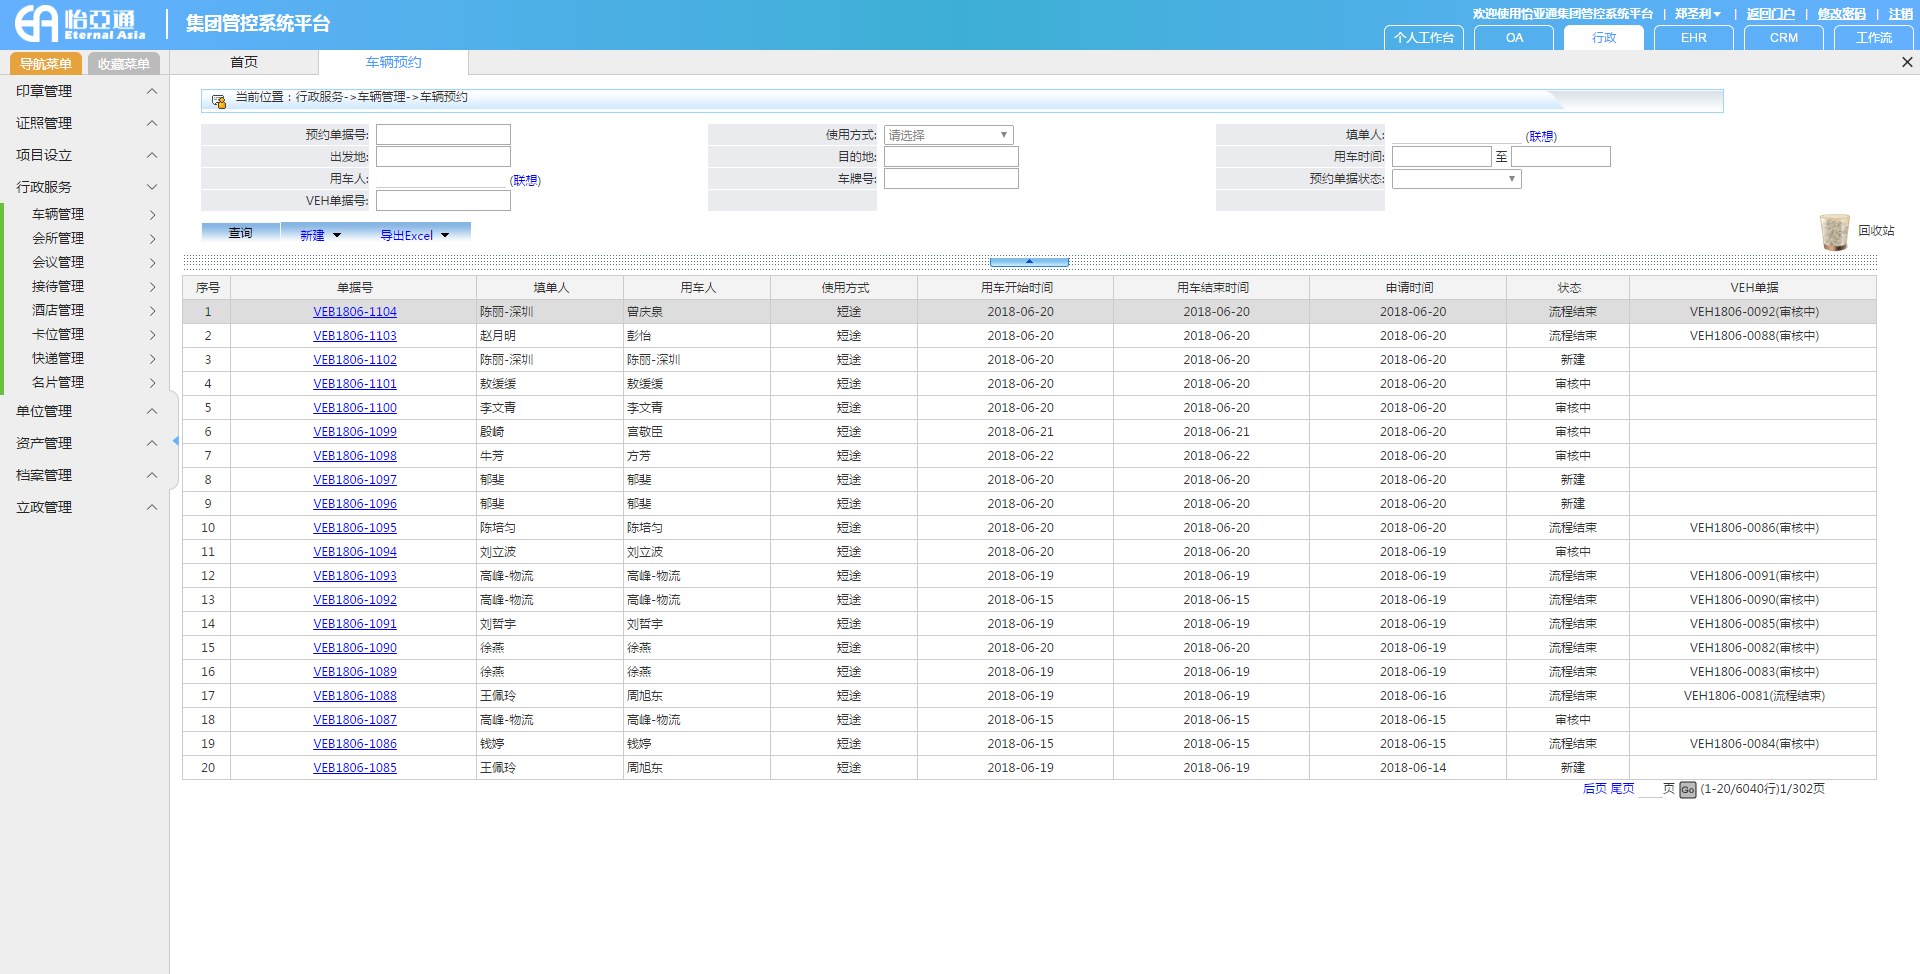 怡亞通
Eternal Asia
集团管控系统平台
欢迎使用怡亚通集团管控系统平台 | 郑圣利 | 返回门户 | 修改密码 | 注销
个人工作台 OA 行政 EHR CRM 工作流
导航菜单 收藏菜单 首页 车辆预约
印章管理
证照管理
项目设立
行政服务
车辆管理
会所管理
会议管理
接待管理
酒店管理
卡位管理
快递管理
名片管理
单位管理
资产管理
档案管理
立政管理
当前位置：行政服务->车辆管理->车辆预约
预约单据号: 使用方式: 请选择 填单人: (联想)
出发地: 目的地: 用车时间: 至
用车人: (联想) 车牌号: 预约单据状态:
VEH单据号:
查询 新建 导出Excel
回收站
序号 单据号 填单人 用车人 使用方式 用车开始时间 用车结束时间 申请时间 状态 VEH单据
1 VEB1806-1104 陈丽-深圳 曾庆泉 短途 2018-06-20 2018-06-20 2018-06-20 流程结束 VEH1806-0092(审核中)
2 VEB1806-1103 赵月明 彭怡 短途 2018-06-20 2018-06-20 2018-06-20 流程结束 VEH1806-0088(审核中)
3 VEB1806-1102 陈丽-深圳 陈丽-深圳 短途 2018-06-20 2018-06-20 2018-06-20 新建
4 VEB1806-1101 敖缓缓 敖缓缓 短途 2018-06-20 2018-06-20 2018-06-20 审核中
5 VEB1806-1100 李文青 李文青 短途 2018-06-20 2018-06-20 2018-06-20 审核中
6 VEB1806-1099 殷崎 宫敬臣 短途 2018-06-21 2018-06-21 2018-06-20 审核中
7 VEB1806-1098 牛芳 方芳 短途 2018-06-22 2018-06-22 2018-06-20 审核中
8 VEB1806-1097 郁斐 郁斐 短途 2018-06-20 2018-06-20 2018-06-20 新建
9 VEB1806-1096 郁斐 郁斐 短途 2018-06-20 2018-06-20 2018-06-20 新建
10 VEB1806-1095 陈培匀 陈培匀 短途 2018-06-20 2018-06-20 2018-06-20 流程结束 VEH1806-0086(审核中)
11 VEB1806-1094 刘立波 刘立波 短途 2018-06-20 2018-06-20 2018-06-19 审核中
12 VEB1806-1093 高峰-物流 高峰-物流 短途 2018-06-19 2018-06-19 2018-06-19 流程结束 VEH1806-0091(审核中)
13 VEB1806-1092 高峰-物流 高峰-物流 短途 2018-06-15 2018-06-15 2018-06-19 流程结束 VEH1806-0090(审核中)
14 VEB1806-1091 刘哲宇 刘哲宇 短途 2018-06-19 2018-06-19 2018-06-19 流程结束 VEH1806-0085(审核中)
15 VEB1806-1090 徐燕 徐燕 短途 2018-06-20 2018-06-20 2018-06-19 流程结束 VEH1806-0082(审核中)
16 VEB1806-1089 徐燕 徐燕 短途 2018-06-19 2018-06-19 2018-06-19 流程结束 VEH1806-0083(审核中)
17 VEB1806-1088 王佩玲 周旭东 短途 2018-06-19 2018-06-19 2018-06-16 流程结束 VEH1806-0081(流程结束)
18 VEB1806-1087 高峰-物流 高峰-物流 短途 2018-06-15 2018-06-15 2018-06-15 审核中
19 VEB1806-1086 钱婷 钱婷 短途 2018-06-15 2018-06-15 2018-06-15 流程结束 VEH1806-0084(审核中)
20 VEB1806-1085 王佩玲 周旭东 短途 2018-06-19 2018-06-19 2018-06-14 新建
后页 尾页 页 Go (1-20/6040行)1/302页